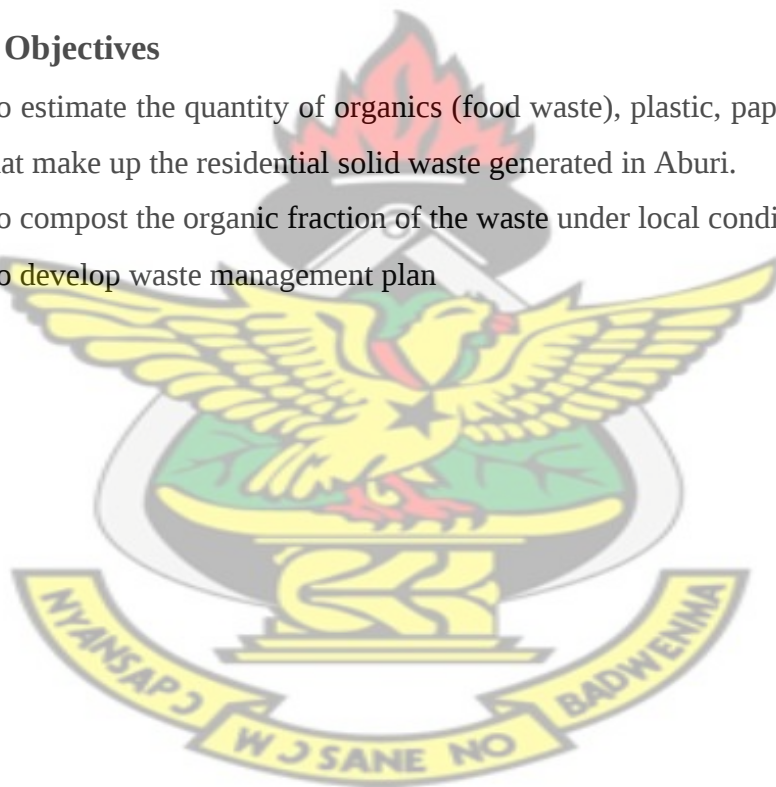 Objectives
o estimate the quantity of organics (food waste), plastic, pap
at make up the residential solid waste generated in Aburi.
o compost the organic fraction of the waste under local condi
o develop waste management plan
NYANSAPƆ WƆSANE NO BADWENMA